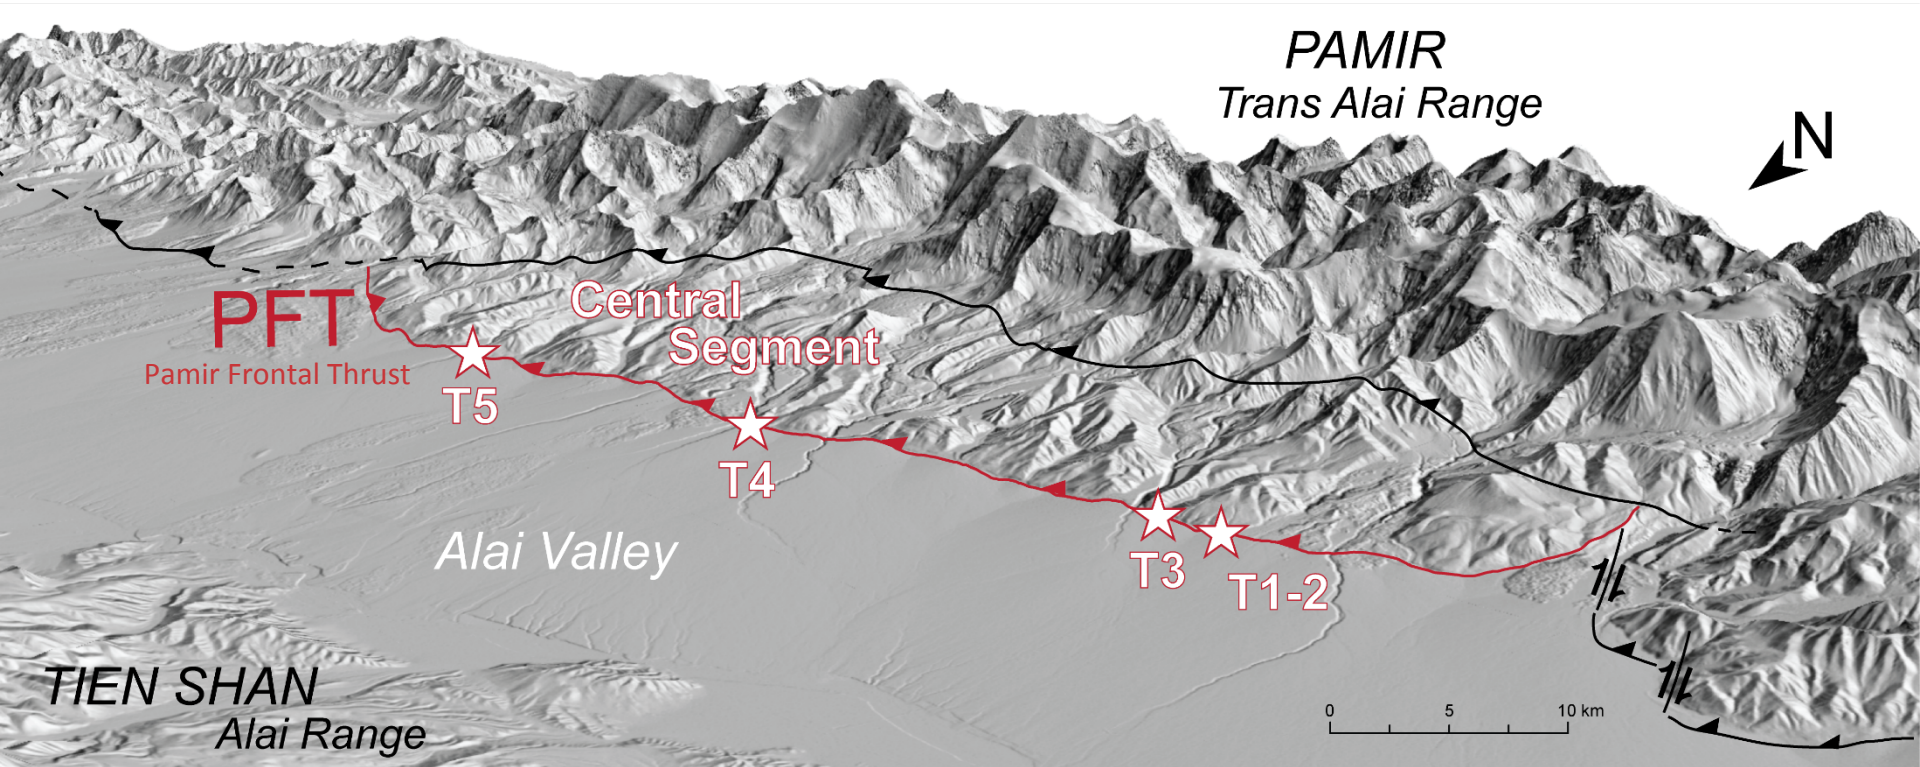 PAMIR
Trans Alai Range
N
Central
Segment
PFT
Pamir Frontal Thrust
T5
T4
Alai Valley
T3
T1-2
TIEN SHAN
Alai Range
0 5 10 km